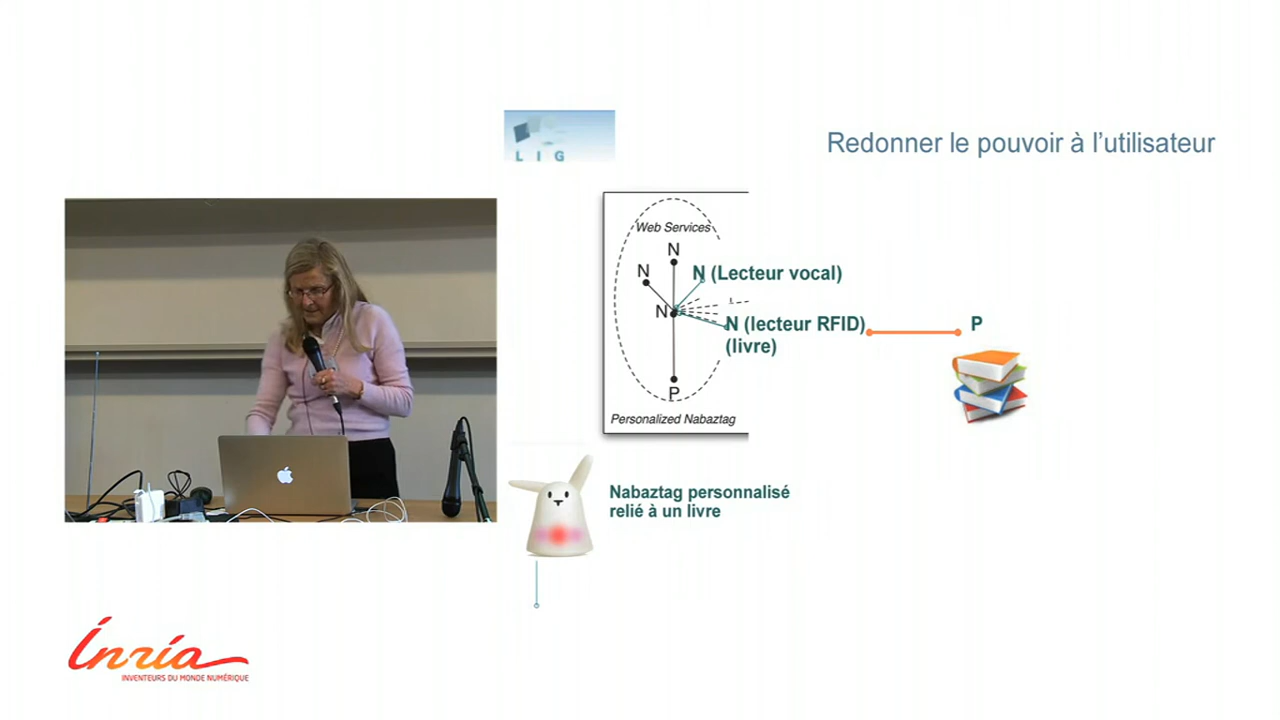 L I G
Redonner le pouvoir à l'utilisateur
Web Services
N
N
N (Lecteur vocal)
N
N (lecteur RFID)
(livre)
P
P
Personalized Nabaztag
Nabaztag personnalisé
relié à un livre
Inria
INVENTEURS DU MONDE NUMÉRIQUE